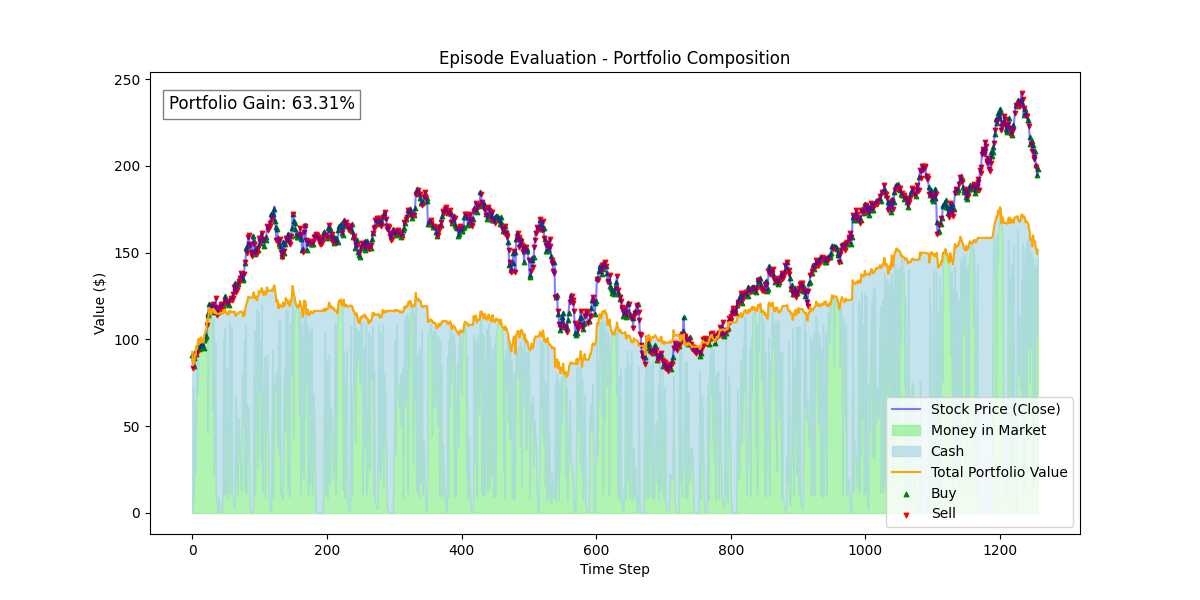 Episode Evaluation - Portfolio Composition
Portfolio Gain: 63.31%
Value ($)
250
200
150
100
50
0
0 200 400 600 800 1000 1200
Time Step
Stock Price (Close)
Money in Market
Cash
Total Portfolio Value
Buy
Sell